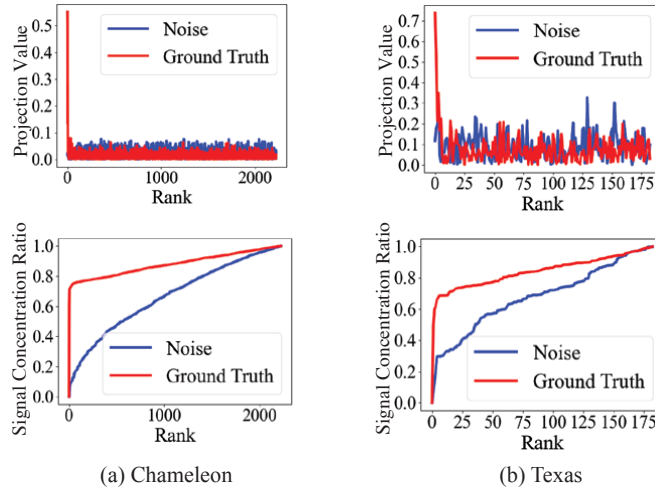 Projection Value
0.5
0.4
0.3
0.2
0.1
0.0
Noise
Ground Truth
0
1000
2000
Rank
Projection Value
0.7
0.6
0.5
0.4
0.3
0.2
0.1
0.0
Noise
Ground Truth
0 25 50 75 100 125 150 175
Rank
Signal Concentration Ratio
1.0
0.8
0.6
0.4
0.2
0.0
Noise
Ground Truth
0
1000
2000
Rank
Signal Concentration Ratio
1.0
0.8
0.6
0.4
0.2
0.0
Noise
Ground Truth
0 25 50 75 100 125 150 175
Rank
(a) Chameleon
(b) Texas